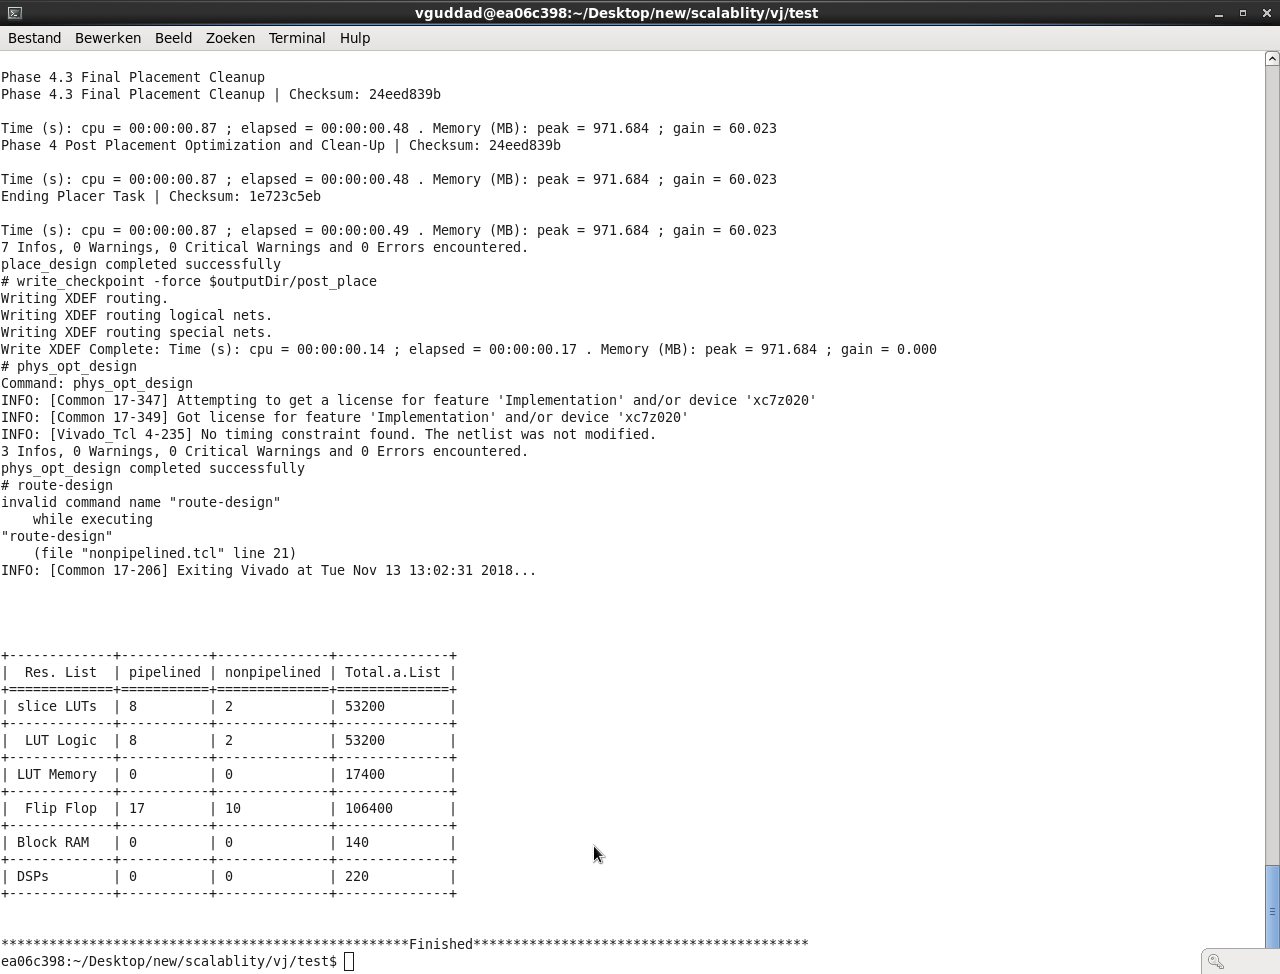 vguddad@ea06c398:~/Desktop/new/scalablity/vj/test
Bestand Bewerken Beeld Zoeken Terminal Hulp
Phase 4.3 Final Placement Cleanup
Phase 4.3 Final Placement Cleanup | Checksum: 24eed839b
Time (s): cpu = 00:00:00.87 ; elapsed = 00:00:00.48 . Memory (MB): peak = 971.684 ; gain = 60.023
Phase 4 Post Placement Optimization and Clean-Up | Checksum: 24eed839b
Time (s): cpu = 00:00:00.87 ; elapsed = 00:00:00.48 . Memory (MB): peak = 971.684 ; gain = 60.023
Ending Placer Task | Checksum: 1e723c5eb
Time (s): cpu = 00:00:00.87 ; elapsed = 00:00:00.49 . Memory (MB): peak = 971.684 ; gain = 60.023
7 Infos, 0 Warnings, 0 Critical Warnings and 0 Errors encountered.
place_design completed successfully
# write_checkpoint -force $outputDir/post_place
Writing XDEF routing.
Writing XDEF routing logical nets.
Writing XDEF routing special nets.
Write XDEF Complete: Time (s): cpu = 00:00:00.14 ; elapsed = 00:00:00.17 . Memory (MB): peak = 971.684 ; gain = 0.000
# phys_opt_design
Command: phys_opt_design
INFO: [Common 17-347] Attempting to get a license for feature 'Implementation' and/or device 'xc7z020'
INFO: [Common 17-349] Got license for feature 'Implementation' and/or device 'xc7z020'
INFO: [Vivado_Tcl 4-235] No timing constraint found. The netlist was not modified.
3 Infos, 0 Warnings, 0 Critical Warnings and 0 Errors encountered.
phys_opt_design completed successfully
# route-design
invalid command name "route-design"
    while executing
"route-design"
    (file "nonpipelined.tcl" line 21)
INFO: [Common 17-206] Exiting Vivado at Tue Nov 13 13:02:31 2018...
+-------------+-----------+--------------+--------------+
|  Res. List  | pipelined | nonpipelined | Total.a.List |
+=============+===========+==============+==============+
| slice LUTs  | 8         | 2            | 53200        |
+-------------+-----------+--------------+--------------+
|  LUT Logic  | 8         | 2            | 53200        |
+-------------+-----------+--------------+--------------+
| LUT Memory  | 0         | 0            | 17400        |
+-------------+-----------+--------------+--------------+
|  Flip Flop  | 17        | 10           | 106400       |
+-------------+-----------+--------------+--------------+
| Block RAM   | 0         | 0            | 140          |
+-------------+-----------+--------------+--------------+
| DSPs        | 0         | 0            | 220          |
+-------------+-----------+--------------+--------------+
***************************************************Finished******************************************
ea06c398:~/Desktop/new/scalablity/vj/test$